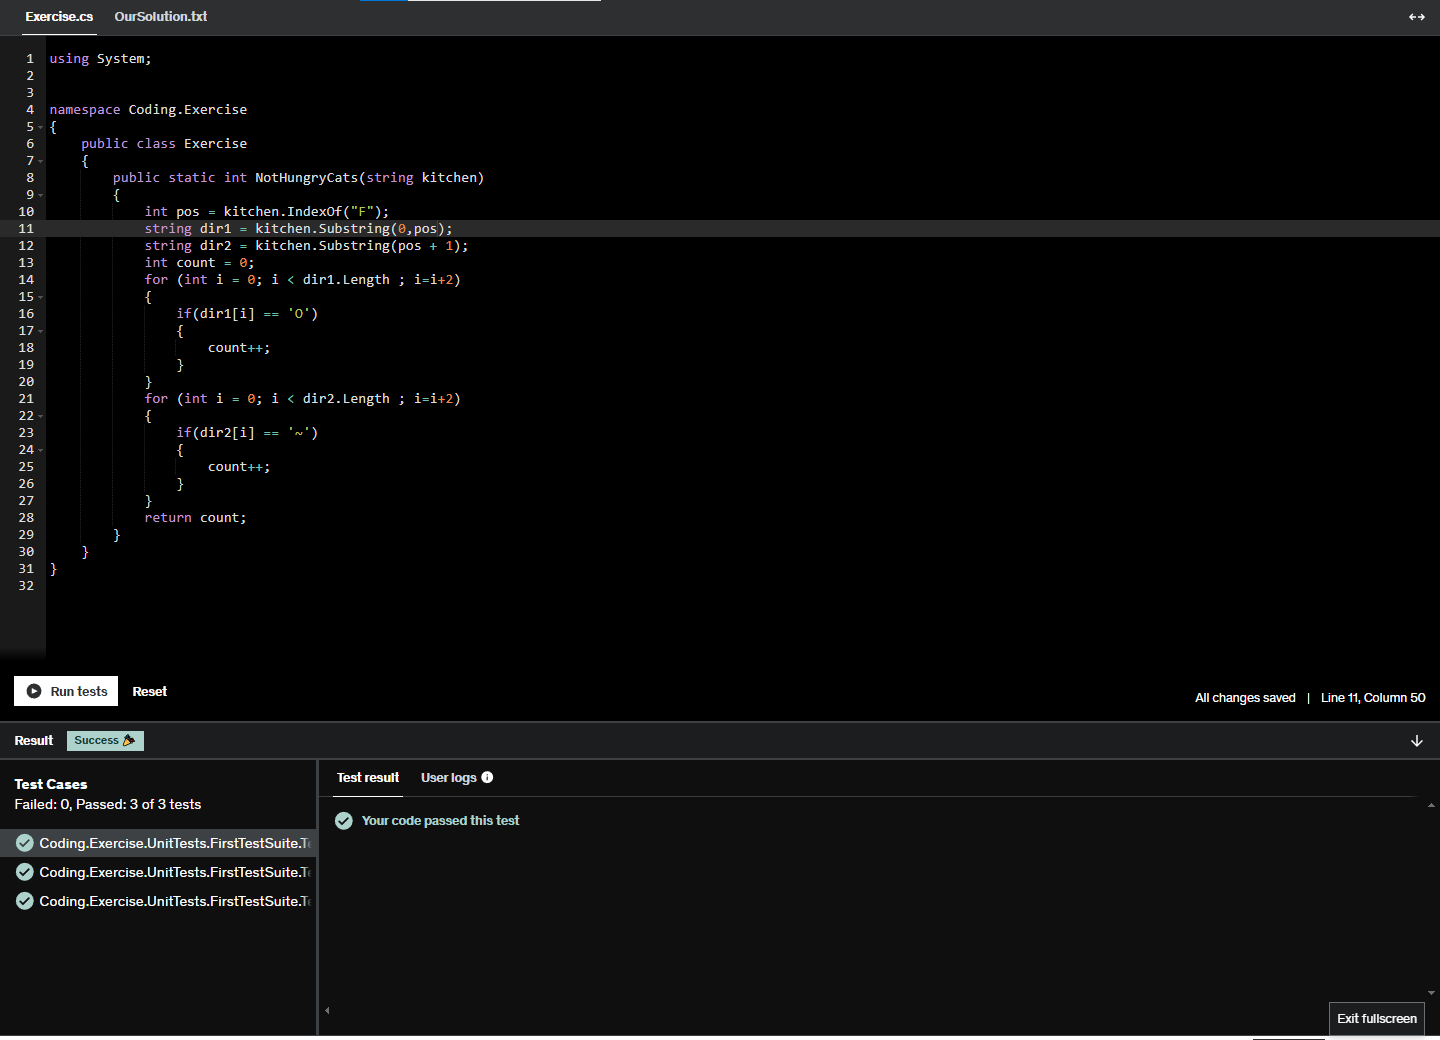 Exercise.cs OurSolution.txt
1 using System;
2
3
4 namespace Coding.Exercise
5 {
6     public class Exercise
7     {
8         public static int NotHungryCats(string kitchen)
9         {
10             int pos = kitchen.IndexOf("F");
11             string dir1 = kitchen.Substring(0,pos);
12             string dir2 = kitchen.Substring(pos + 1);
13             int count = 0;
14             for (int i = 0; i < dir1.Length ; i=i+2)
15             {
16                 if(dir1[i] == 'O')
17                 {
18                     count++;
19                 }
20             }
21             for (int i = 0; i < dir2.Length ; i=i+2)
22             {
23                 if(dir2[i] == '~')
24                 {
25                     count++;
26                 }
27             }
28             return count;
29         }
30     }
31 }
32
Run tests Reset
All changes saved | Line 11, Column 50
Result Success
Test Cases
Failed: 0, Passed: 3 of 3 tests
Coding.Exercise.UnitTests.FirstTestSuite.Te
Coding.Exercise.UnitTests.FirstTestSuite.Te
Coding.Exercise.UnitTests.FirstTestSuite.Te
Test result User logs
Your code passed this test
Exit fullscreen